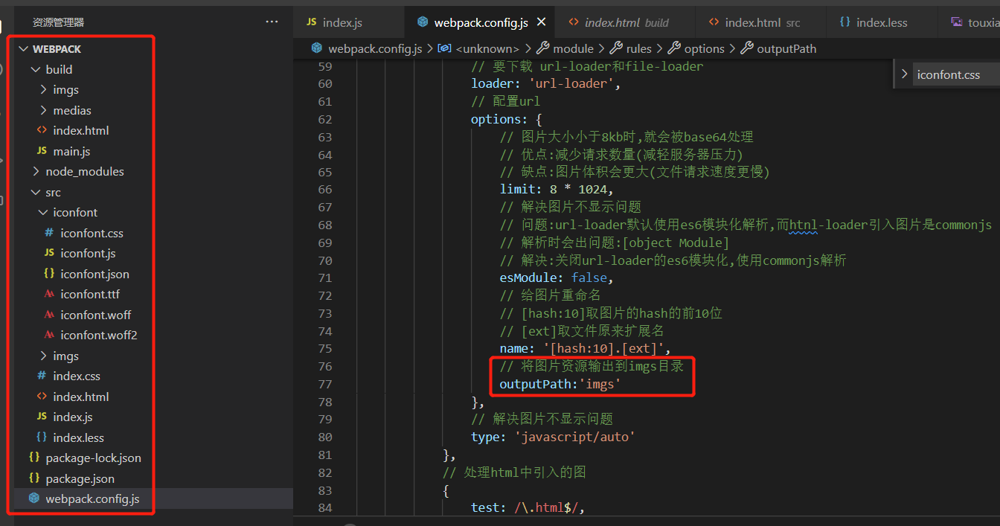 资源管理器 ···
WEBPACK
build
imgs
medias
index.html
JS main.js
node_modules
src
iconfont
# iconfont.css
JS iconfont.js
{} iconfont.json
iconfont.ttf
iconfont.woff
iconfont.woff2
imgs
# index.css
<> index.html
JS index.js
{} index.less
{} package-lock.json
{} package.json
webpack.config.js
JS index.js webpack.config.js × <> index.html build <> index.html src {} index.less touxia
webpack.config.js > <unknown> > module > rules > options > outputPath
> iconfont.css
59 // 要下载 url-loader和file-loader
60 loader: 'url-loader',
61 // 配置url
62 options: {
63 // 图片大小小于8kb时,就会被base64处理
64 // 优点:减少请求数量(减轻服务器压力)
65 // 缺点:图片体积会更大(文件请求速度更慢)
66 limit: 8 * 1024,
67 // 解决图片不显示问题
68 // 问题:url-loader默认使用es6模块化解析,而htnl-loader引入图片是commonjs
69 // 解析时会出问题:[object Module]
70 // 解决:关闭url-loader的es6模块化,使用commonjs解析
71 esModule: false,
72 // 给图片重命名
73 // [hash:10]取图片的hash的前10位
74 // [ext]取文件原来扩展名
75 name: '[hash:10].[ext]',
76 // 将图片资源输出到imgs目录
77 outputPath:'imgs'
78 },
79 // 解决图片不显示问题
80 type: 'javascript/auto'
81 },
82 // 处理html中引入的图
83 {
84 test: /\.html$/,